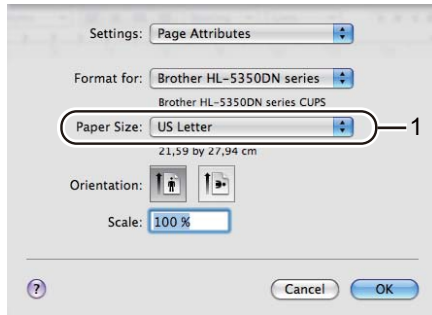 Settings: Page Attributes
Format for: Brother HL-5350DN series
Brother HL-5350DN series CUPS
Paper Size: US Letter 1
21,59 by 27,94 cm
Orientation:
Scale: 100 %
? Cancel OK